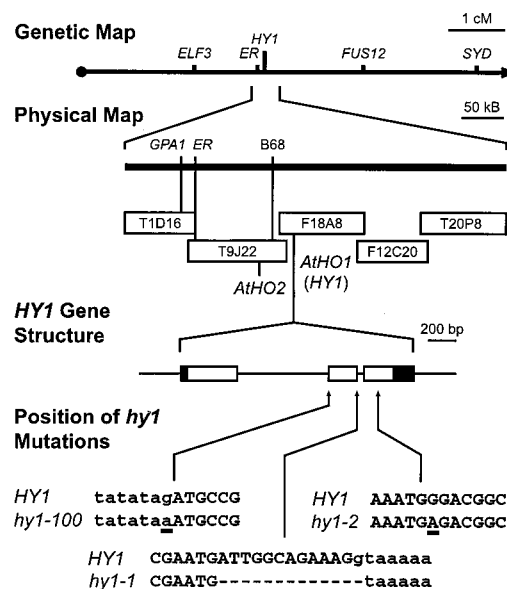 Genetic Map
1 cM
ELF3 ER HY1 FUS12 SYD
Physical Map
50 kB
GPA1 ER B68
T1D16 F18A8 T20P8
T9J22 F12C20
AtHO2
AtHO1
(HY1)
HY1 Gene
Structure
200 bp
Position of hy1
Mutations
HY1 tatatagATGCCG
hy1-100 tatataaATGCCG
HY1 AAATGGGACGGC
hy1-2 AAATGAGACGGC
HY1 CGAATGATTGGCAGAAAGgtaaaaa
hy1-1 CGAATG-------------taaaaa